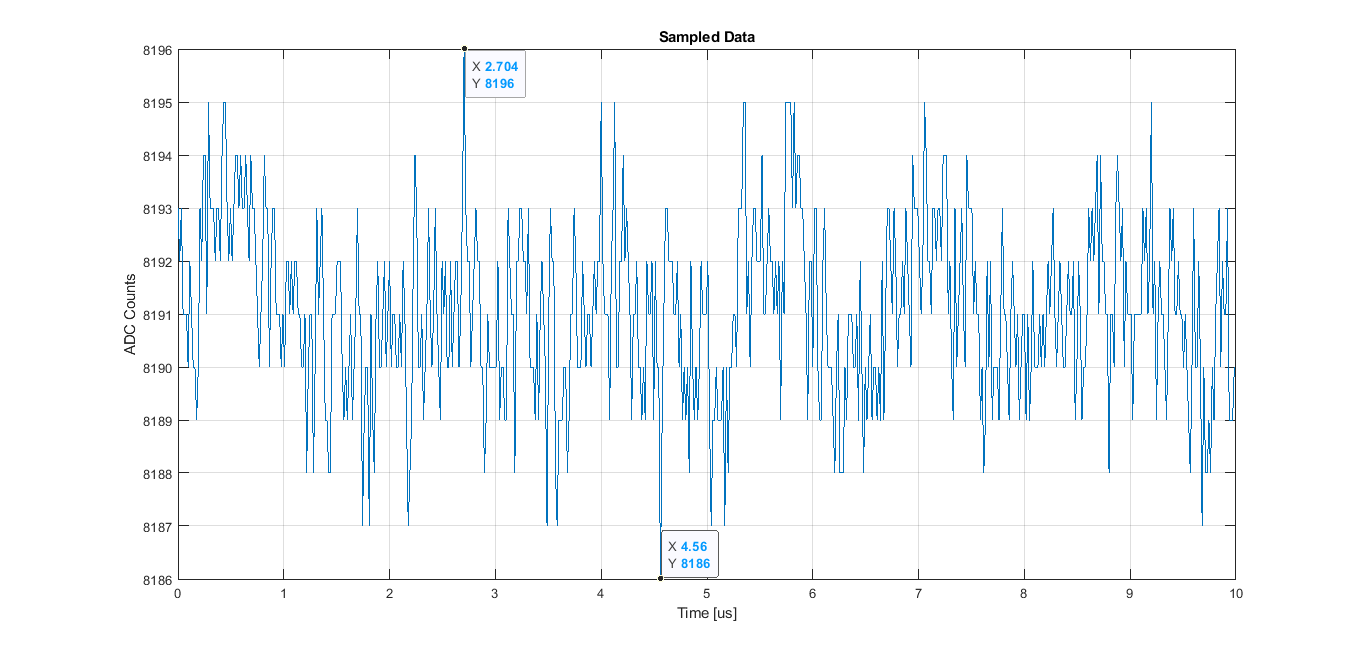 Sampled Data
8196
8195
8194
8193
8192
8191
8190
8189
8188
8187
8186
ADC Counts
X 2.704
Y 8196
X 4.56
Y 8186
0 1 2 3 4 5 6 7 8 9 10
Time [us]